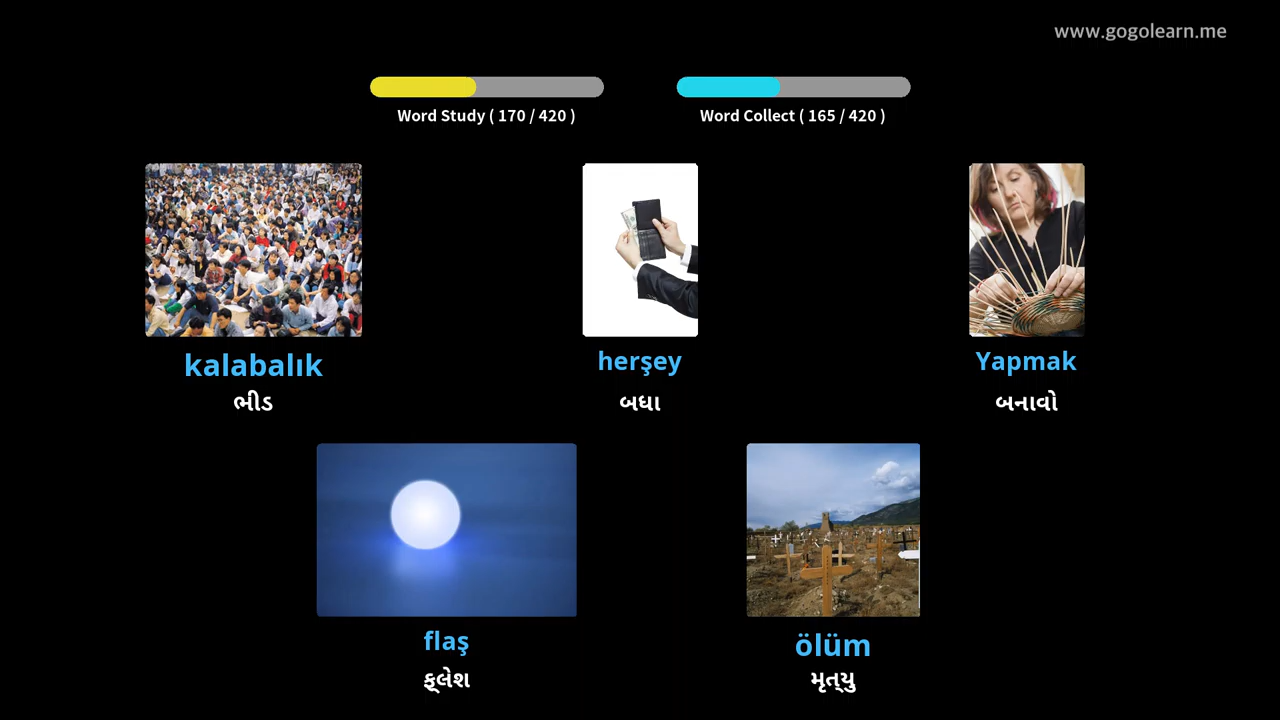 www.gogolearn.me
Word Study ( 170 / 420 )
Word Collect ( 165 / 420 )
kalabalık
ભીડ
herşey
બધા
Yapmak
બનાવો
flaş
ફ્લેશ
ölüm
મૃત્યુ